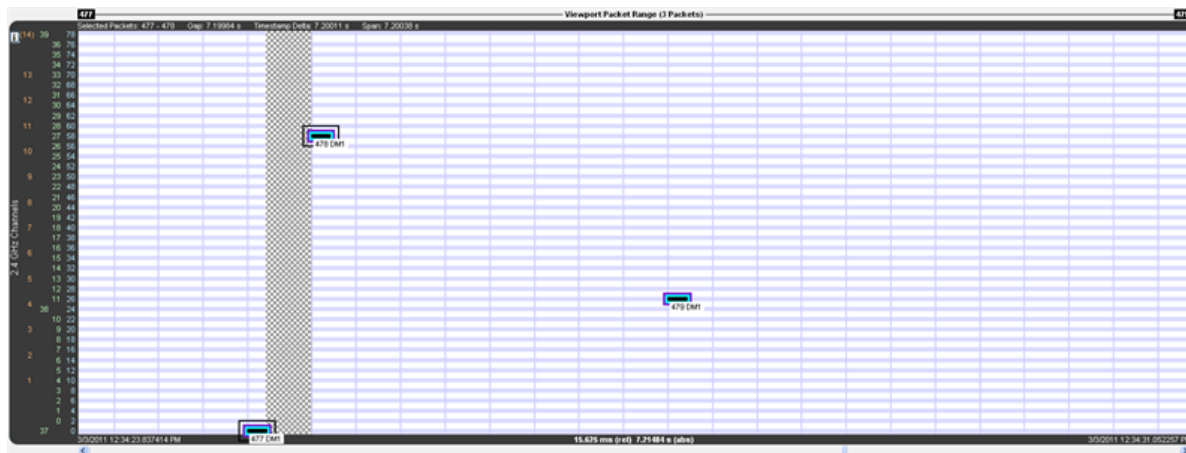 477 Viewport Packet Range (3 Packets) 479
Selected Packets: 477 - 478 Gap: 7.19984 s Timestamp Delta: 7.20011 s Span: 7.20038 s
i (14) 39 78
36 76
35 74
34 72
13 33 70
32 68
31 66
12 30 64
29 62
11 28 60
27 58
478 DM1
26 56
10 25 54
24 52
9 23 50
22 48
21 46
8 20 44
19 42
7 18 40
17 38
16 36
6 15 34
14 32
5 13 30
12 28
11 26
479 DM1
4 38 24
10 22
3 9 20
8 18
7 16
2 6 14
5 12
1 4 10
3 8
2 6
1 4
0 2
37 0
477 DM1
2.4 GHz Channels
3/3/2011 12:34:23.837414 PM 15.625 ms (rel) 7.21484 s (abs) 3/3/2011 12:34:31.052257 PM